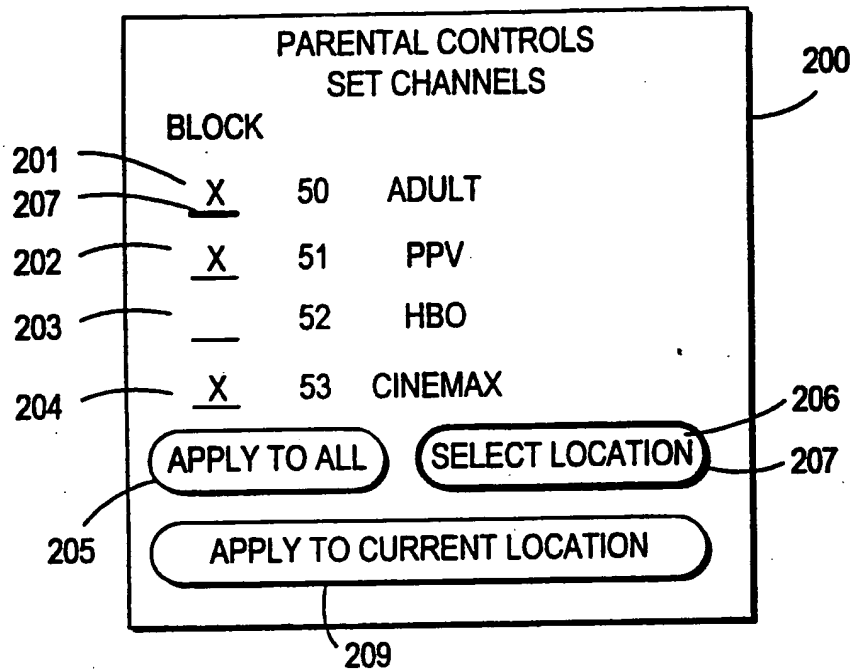 PARENTAL CONTROLS
SET CHANNELS
200
BLOCK
201
X 50 ADULT
207
202 X 51 PPV
203 52 HBO
204 X 53 CINEMAX
206
APPLY TO ALL SELECT LOCATION
207
205
APPLY TO CURRENT LOCATION
209